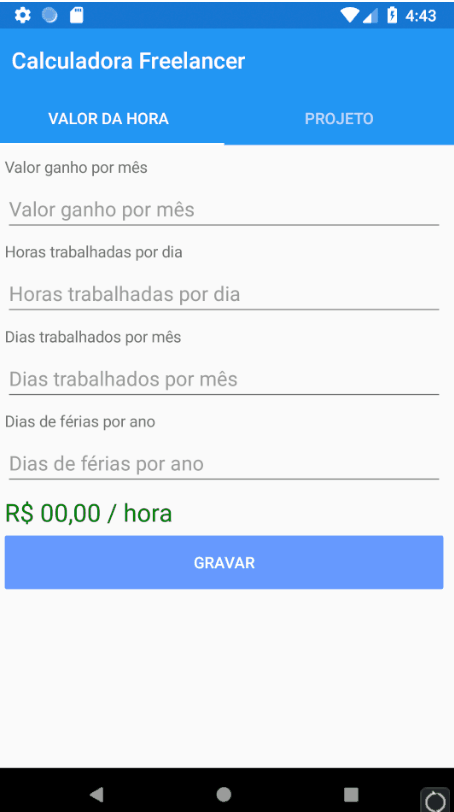 4:43
Calculadora Freelancer
VALOR DA HORA PROJETO
Valor ganho por mês
Valor ganho por mês
Horas trabalhadas por dia
Horas trabalhadas por dia
Dias trabalhados por mês
Dias trabalhados por mês
Dias de férias por ano
Dias de férias por ano
R$ 00,00 / hora
GRAVAR